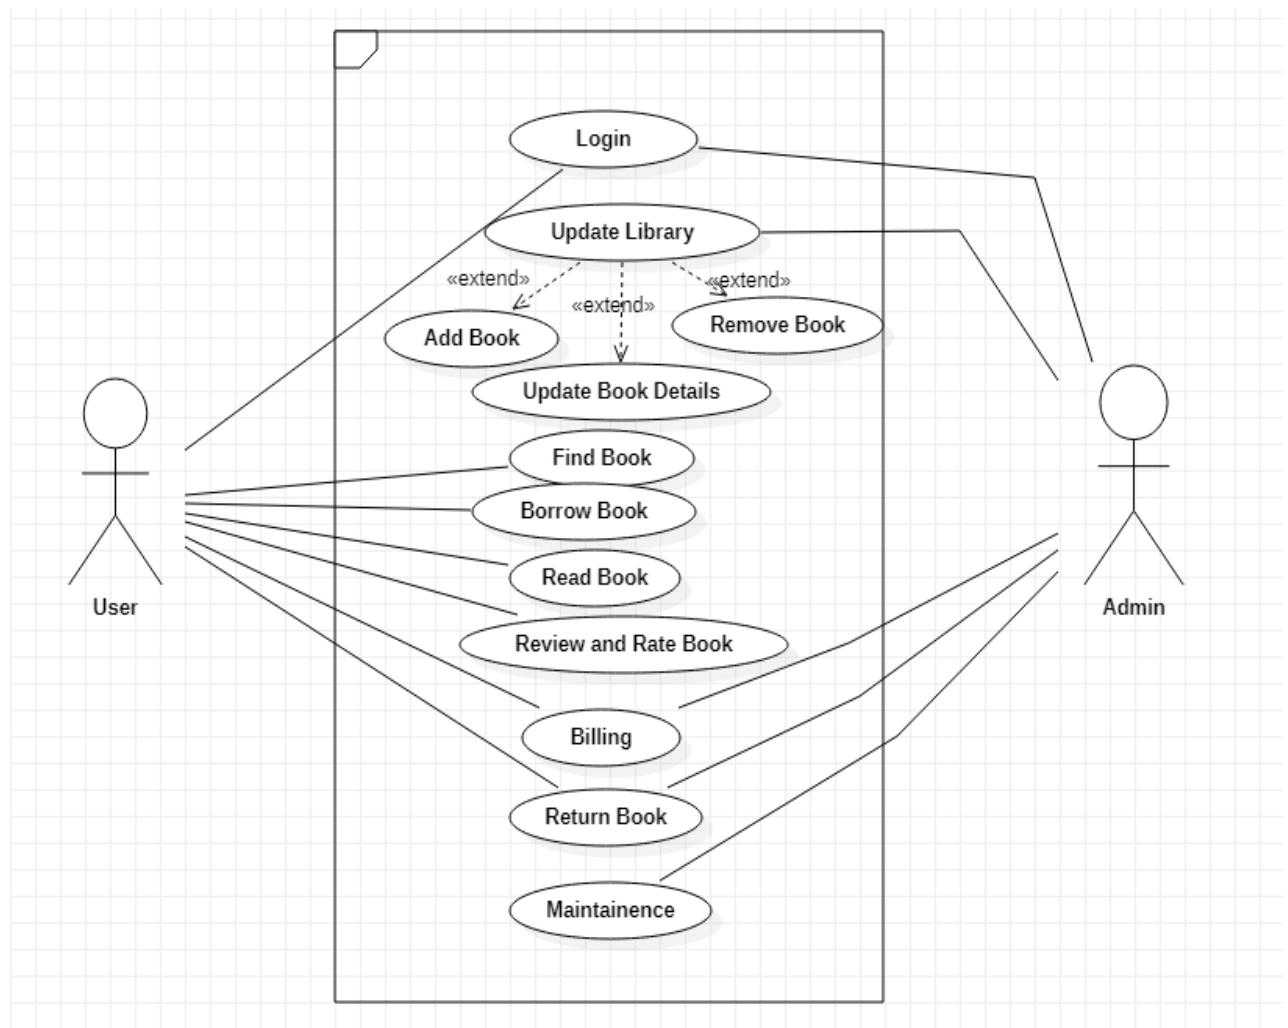 Login
Update Library
«extend»
«extend»
«extend»
Add Book
Remove Book
Update Book Details
Find Book
Borrow Book
Read Book
User
Admin
Review and Rate Book
Billing
Return Book
Maintainence